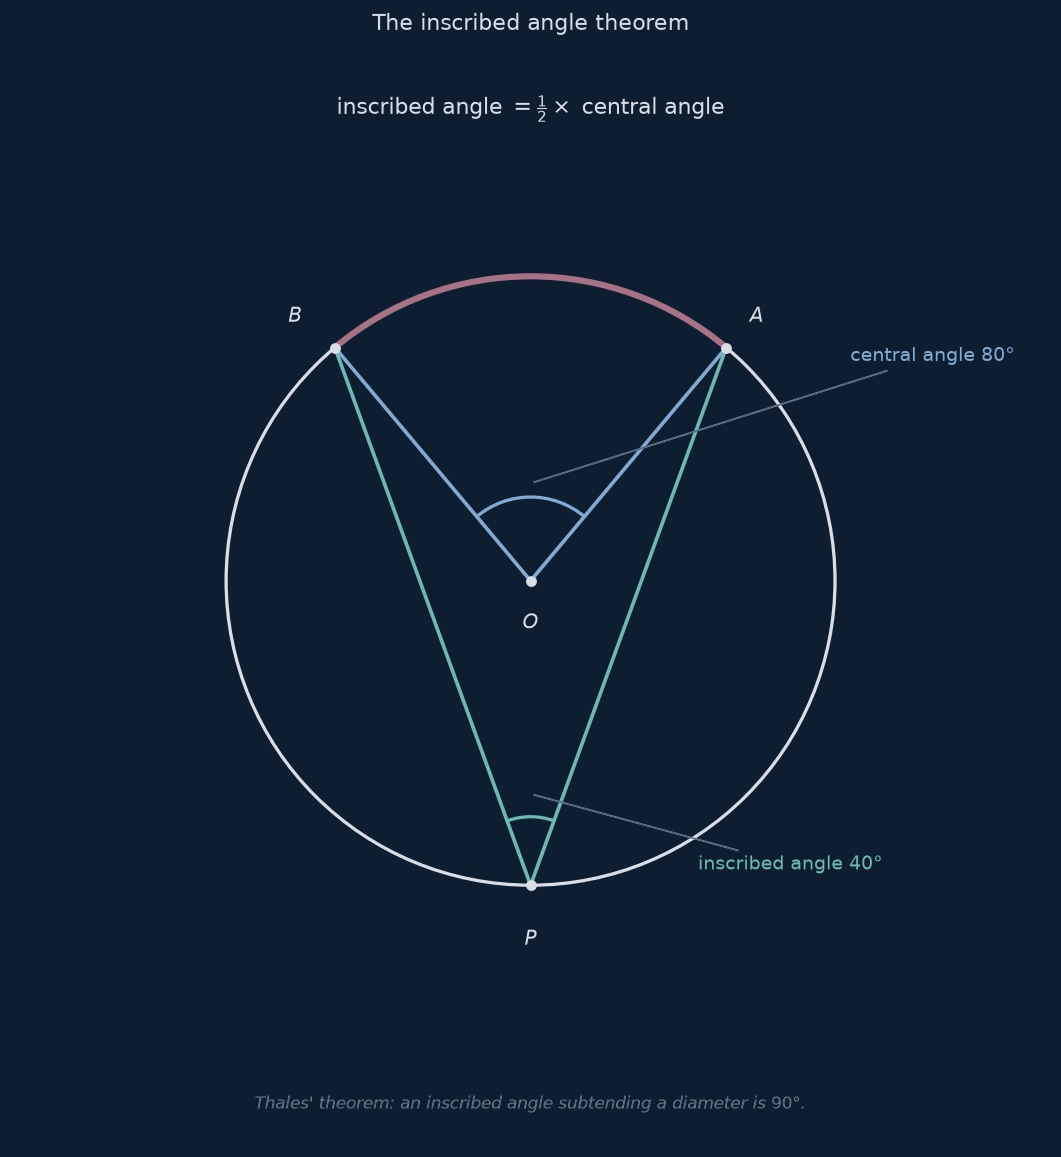 The inscribed angle theorem
inscribed angle = 1/2 × central angle
B
A
central angle 80°
O
inscribed angle 40°
P
Thales' theorem: an inscribed angle subtending a diameter is 90°.